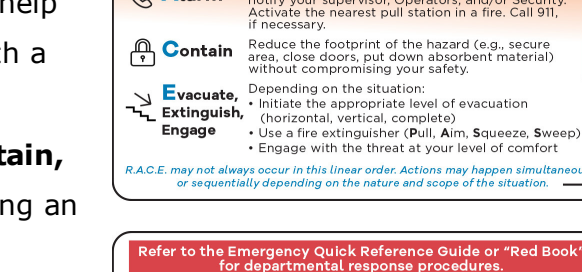 help
th a
tain,
ng an
Alarm
notify your supervisor, Operators, and/or Security.
Activate the nearest pull station in a fire. Call 911,
if necessary.
Contain
Reduce the footprint of the hazard (e.g., secure
area, close doors, put down absorbent material)
without compromising your safety.
Evacuate,
Extinguish,
Engage
Depending on the situation:
• Initiate the appropriate level of evacuation
(horizontal, vertical, complete)
• Use a fire extinguisher (Pull, Aim, Squeeze, Sweep)
• Engage with the threat at your level of comfort
R.A.C.E. may not always occur in this linear order. Actions may happen simultaneou
or sequentially depending on the nature and scope of the situation.
Refer to the Emergency Quick Reference Guide or “Red Book”
for departmental response procedures.